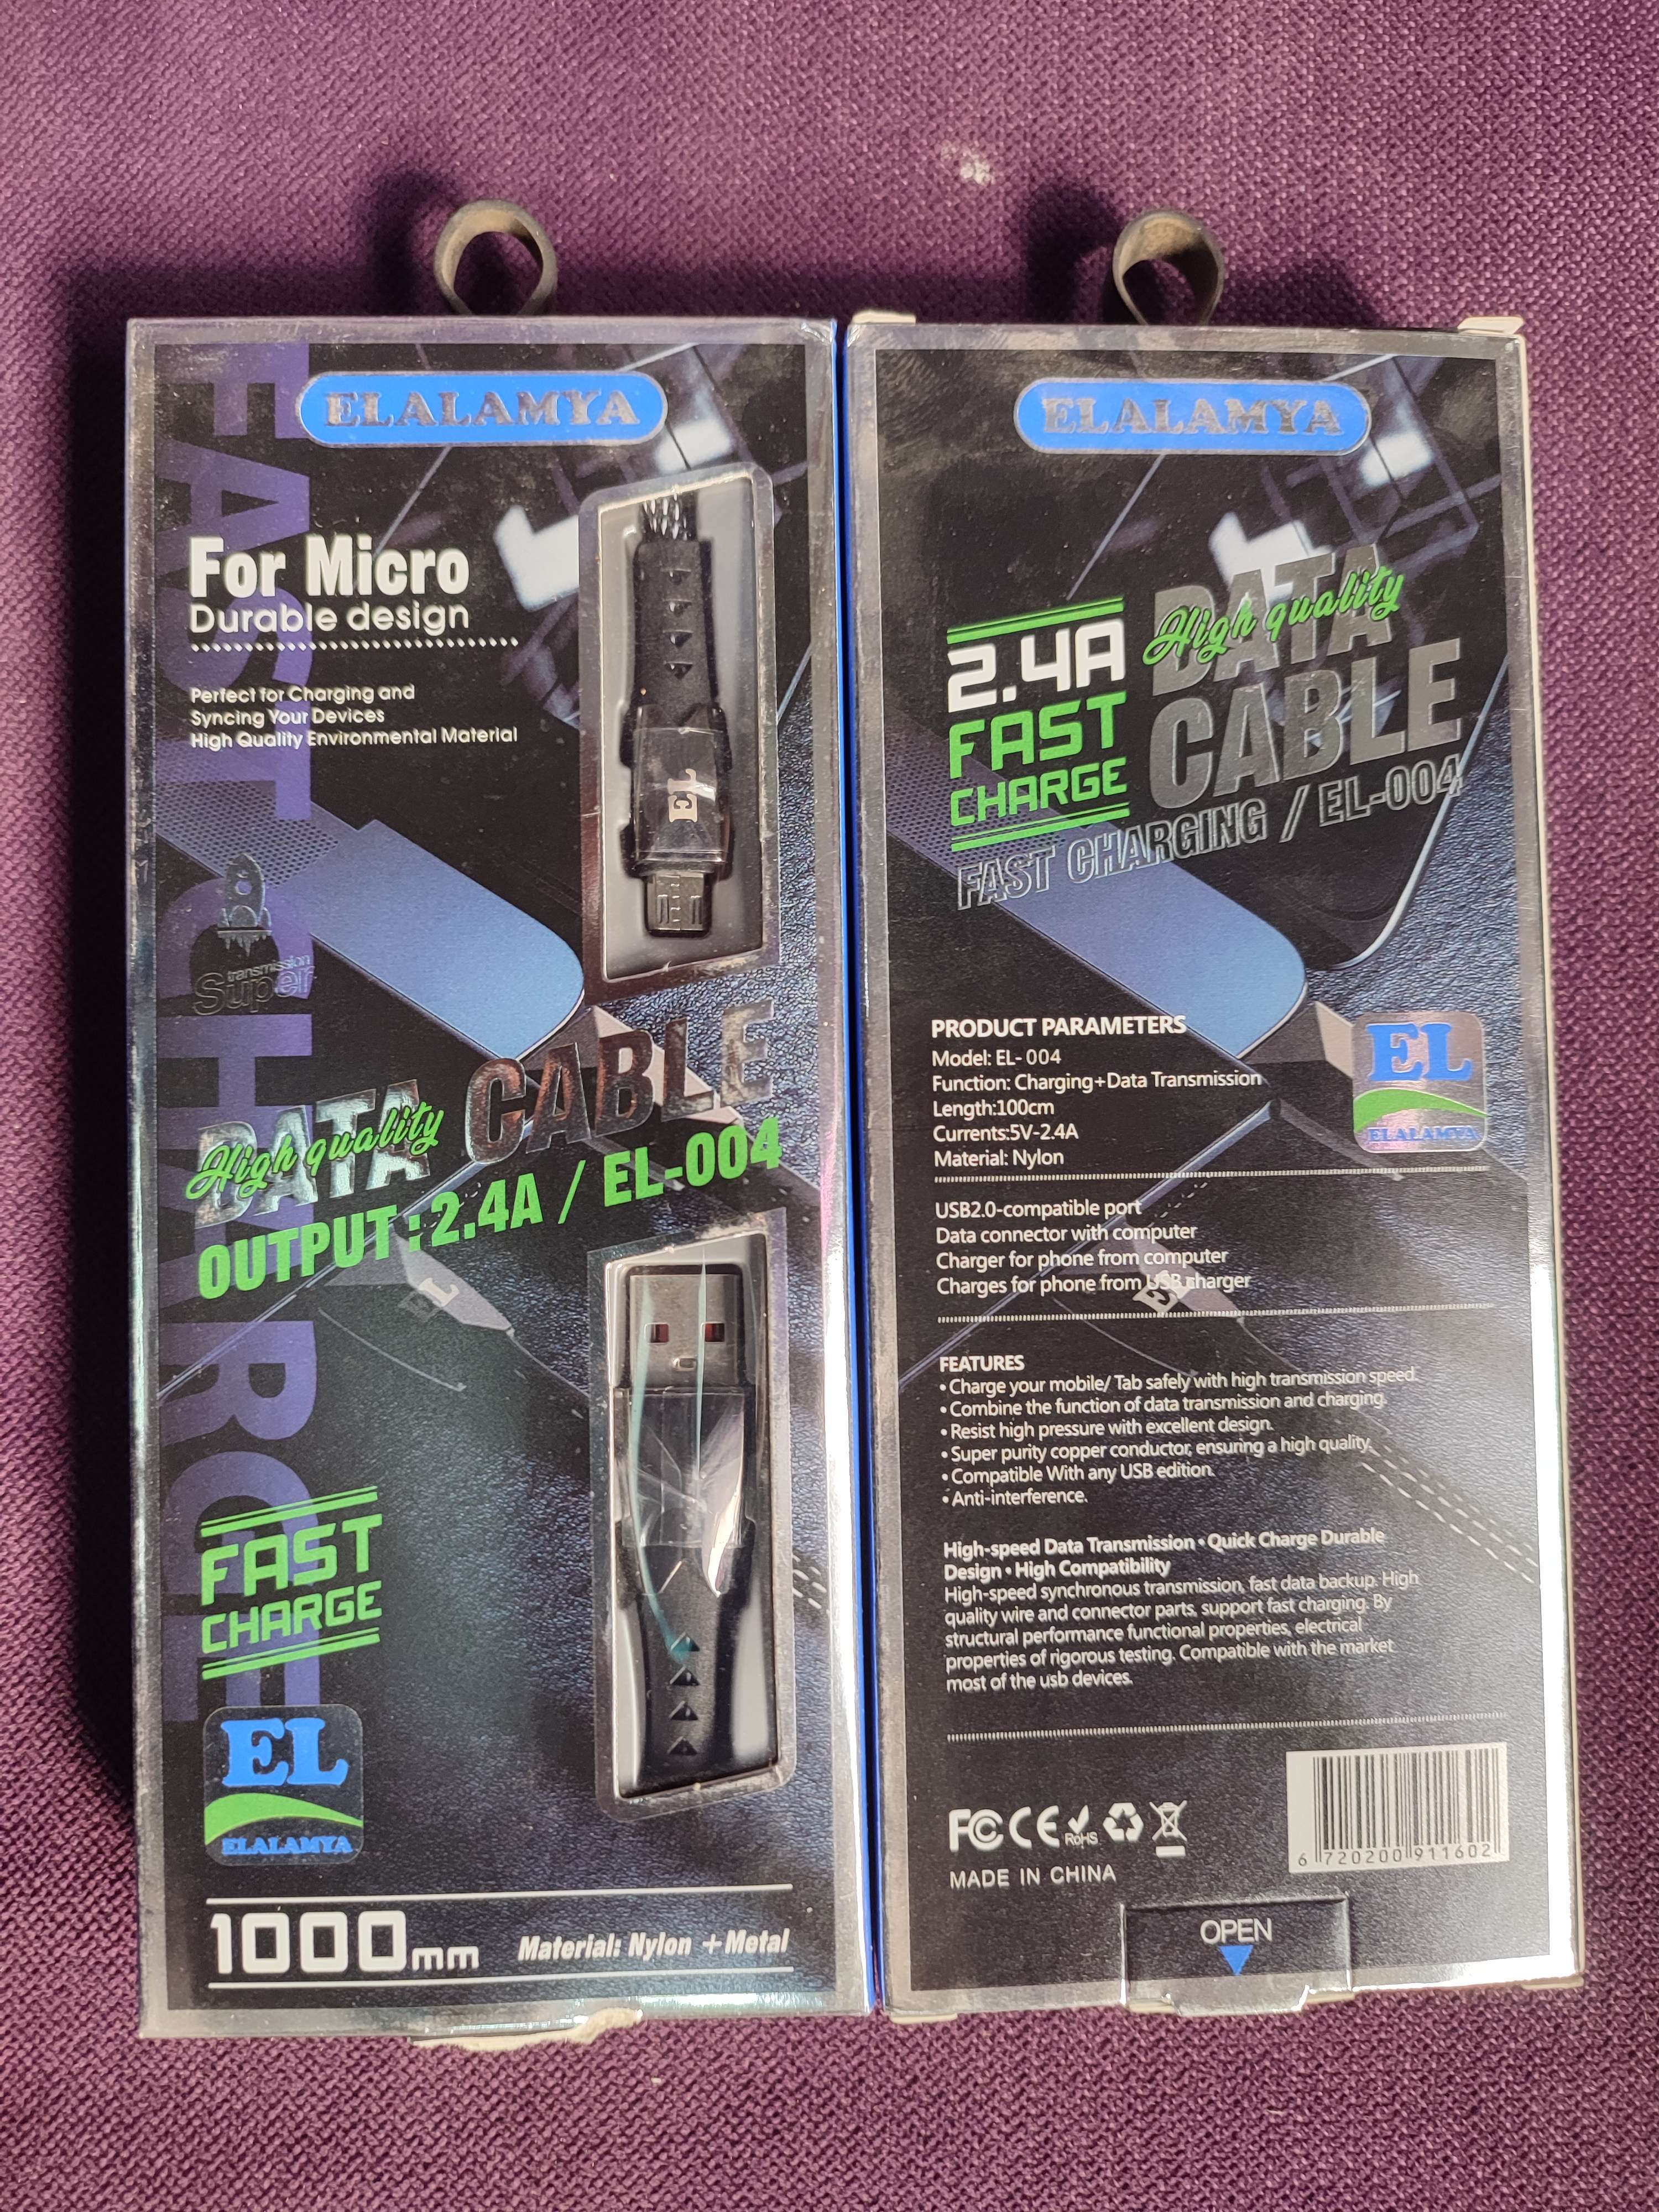 FAST CHARGE
ELALAMYA
For Micro
Durable design
Perfect for Charging and
Syncing Your Devices
High Quality Environmental Material
EL
transmission
Super
DATA CABLE
High quality
OUTPUT: 2.4A / EL-004
EL
FAST
CHARGE
EL
ELALAMYA
1000mm
Material: Nylon +Metal
ELALAMYA
2.4A
FAST
CHARGE
High quality
DATA
CABLE
FAST CHARGING / EL-004
PRODUCT PARAMETERS
Model: EL- 004
Function: Charging+Data Transmission
Length:100cm
Currents:5V-2.4A
Material: Nylon
EL
ELALAMYA
USB2.0-compatible port
Data connector with computer
Charger for phone from computer
Charges for phone from USB charger
EL
FEATURES
• Charge your mobile/ Tab safely with high transmission speed.
• Combine the function of data transmission and charging.
• Resist high pressure with excellent design.
• Super purity copper conductor, ensuring a high quality.
• Compatible With any USB edition.
• Anti-interference.
High-speed Data Transmission • Quick Charge Durable
Design • High Compatibility
High-speed synchronous transmission, fast data backup. High
quality wire and connector parts, support fast charging. By
structural performance functional properties, electrical
properties of rigorous testing. Compatible with the market
most of the usb devices.
FC CE RoHS
MADE IN CHINA
6 720200 911602
OPEN